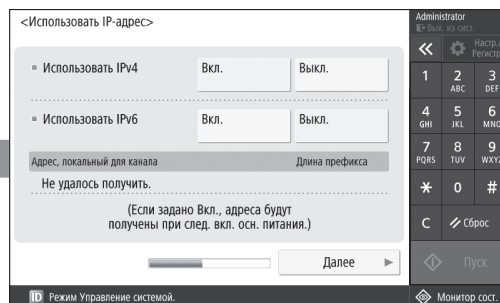 <Использовать IP-адрес>
Использовать IPv4 Вкл. Выкл.
Использовать IPv6 Вкл. Выкл.
Адрес, локальный для канала Длина префикса
Не удалось получить.
(Если задано Вкл., адреса будут
получены при след. вкл. осн. питания.)
Далее
ID Режим Управление системой.
Administrator
Вых. из сист.
Настр./
Регистр
1 2 3
ABC DEF
4 5 6
GHI JKL MNO
7 8 9
PQRS TUV WXYZ
* 0 #
C Сброс
Пуск
Монитор сост.